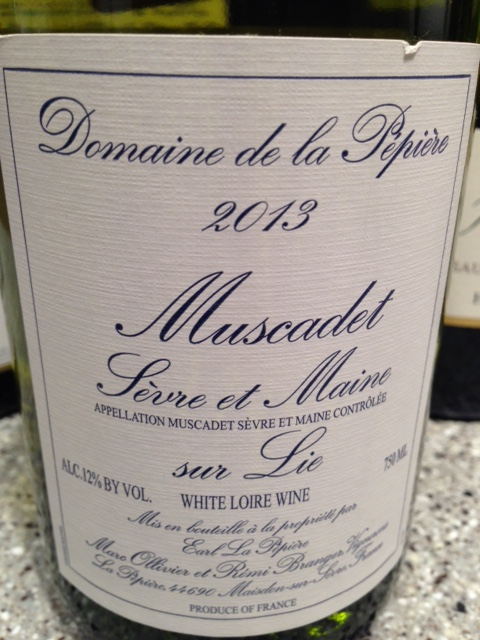 Domaine de la Pépière
2013
Muscadet
Sèvre et Maine
APPELLATION MUSCADET SÈVRE ET MAINE CONTRÔLÉE
sur Lie
ALC.12% BY VOL.
750 ML
WHITE LOIRE WINE
Mis en bouteille à la propriété par
Earl La Pépière
Marc Ollivier et Rémi Branger Vignerons
La Pépière, 44690 Maisdon-sur-Sèvre, France
PRODUCE OF FRANCE